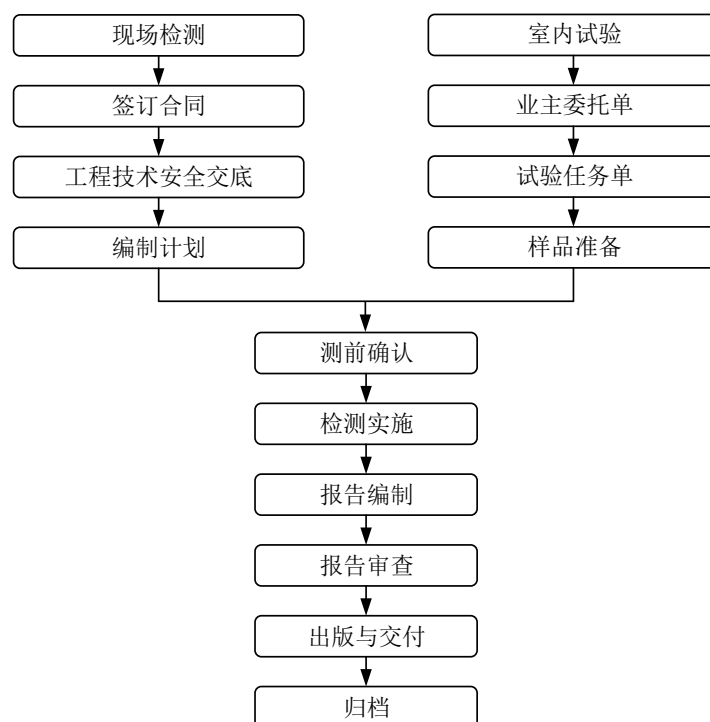 现场检测
签订合同
工程技术安全交底
编制计划
室内试验
业主委托单
试验任务单
样品准备
测前确认
检测实施
报告编制
报告审查
出版与交付
归档